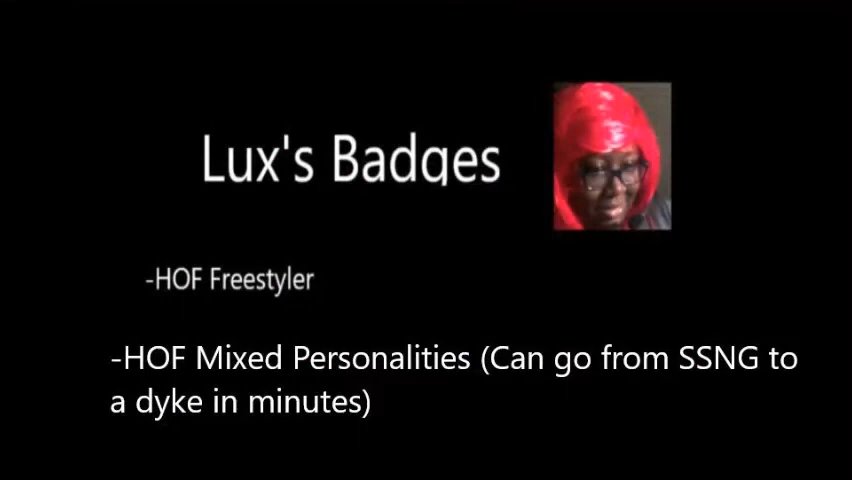 Lux's Badges
-HOF Freestyler
-HOF Mixed Personalities (Can go from SSNG to
a dyke in minutes)